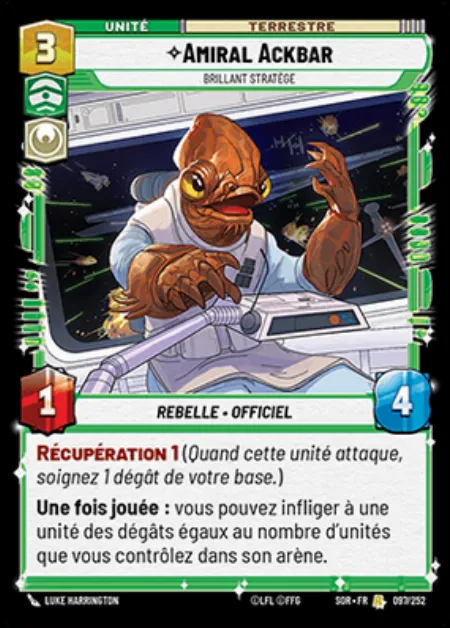 UNITÉ
TERRESTRE
3
✧AMIRAL ACKBAR
BRILLANT STRATÈGE
1
REBELLE • OFFICIEL
4
RÉCUPÉRATION 1 (Quand cette unité attaque,
soignez 1 dégât de votre base.)
Une fois jouée : vous pouvez infliger à une
unité des dégâts égaux au nombre d'unités
que vous contrôlez dans son arène.
LUKE HARRINGTON
©LFL ©FFG
SOR • FR
R
097/252